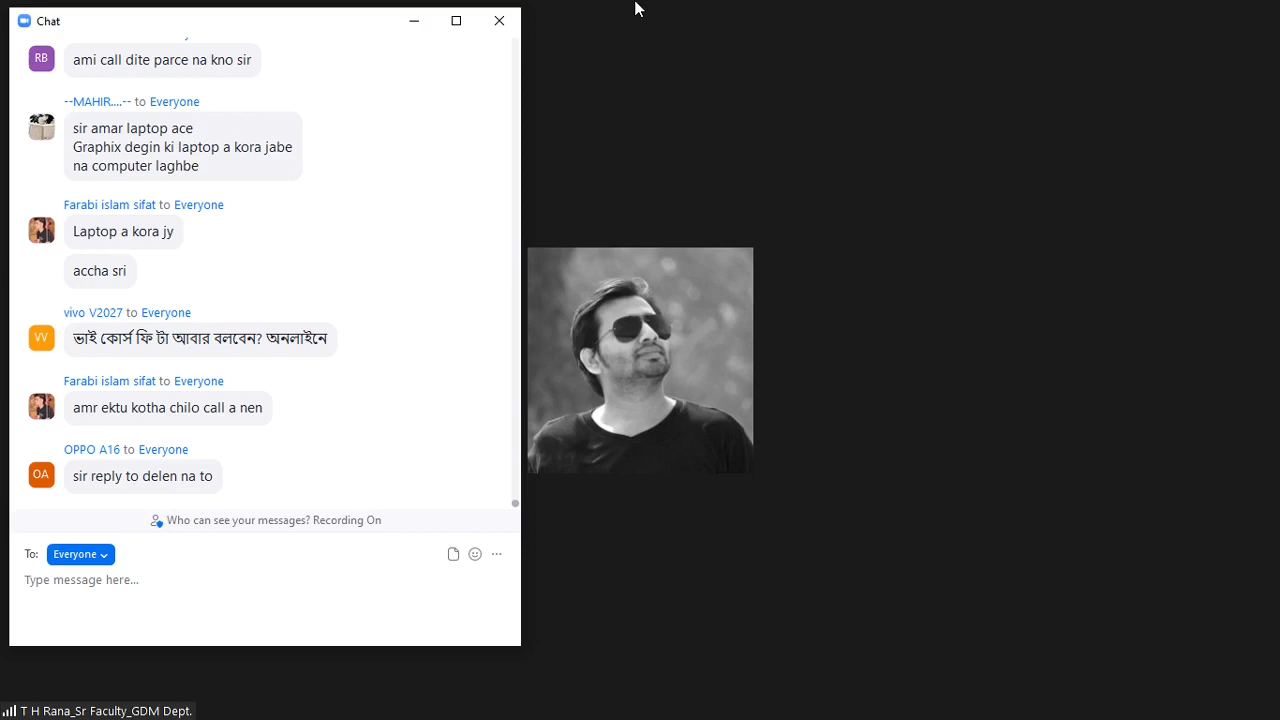 Chat
RB
ami call dite parce na kno sir
--MAHIR....-- to Everyone
sir amar laptop ace
Graphix degin ki laptop a kora jabe
na computer laghbe
Farabi islam sifat to Everyone
Laptop a kora jy
accha sri
vivo V2027 to Everyone
VV
ভাই কোর্স ফি টা আবার বলবেন? অনলাইনে
Farabi islam sifat to Everyone
amr ektu kotha chilo call a nen
OPPO A16 to Everyone
OA
sir reply to delen na to
Who can see your messages? Recording On
To: Everyone
Type message here...
T H Rana_Sr Faculty_GDM Dept.